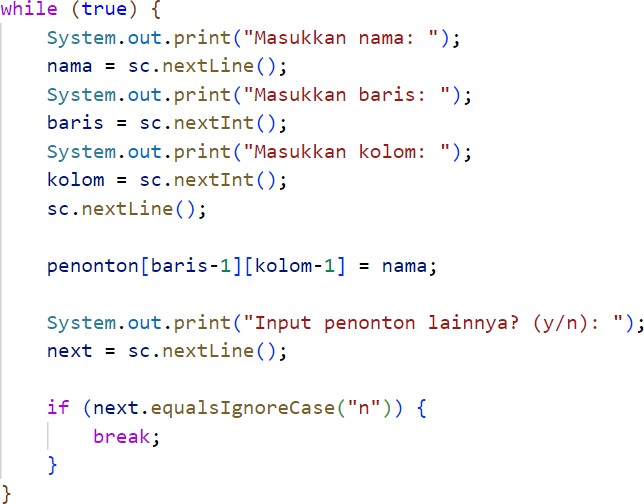 while (true) {
    System.out.print("Masukkan nama: ");
    nama = sc.nextLine();
    System.out.print("Masukkan baris: ");
    baris = sc.nextInt();
    System.out.print("Masukkan kolom: ");
    kolom = sc.nextInt();
    sc.nextLine();

    penonton[baris-1][kolom-1] = nama;

    System.out.print("Input penonton lainnya? (y/n): ");
    next = sc.nextLine();

    if (next.equalsIgnoreCase("n")) {
        break;
    }
}